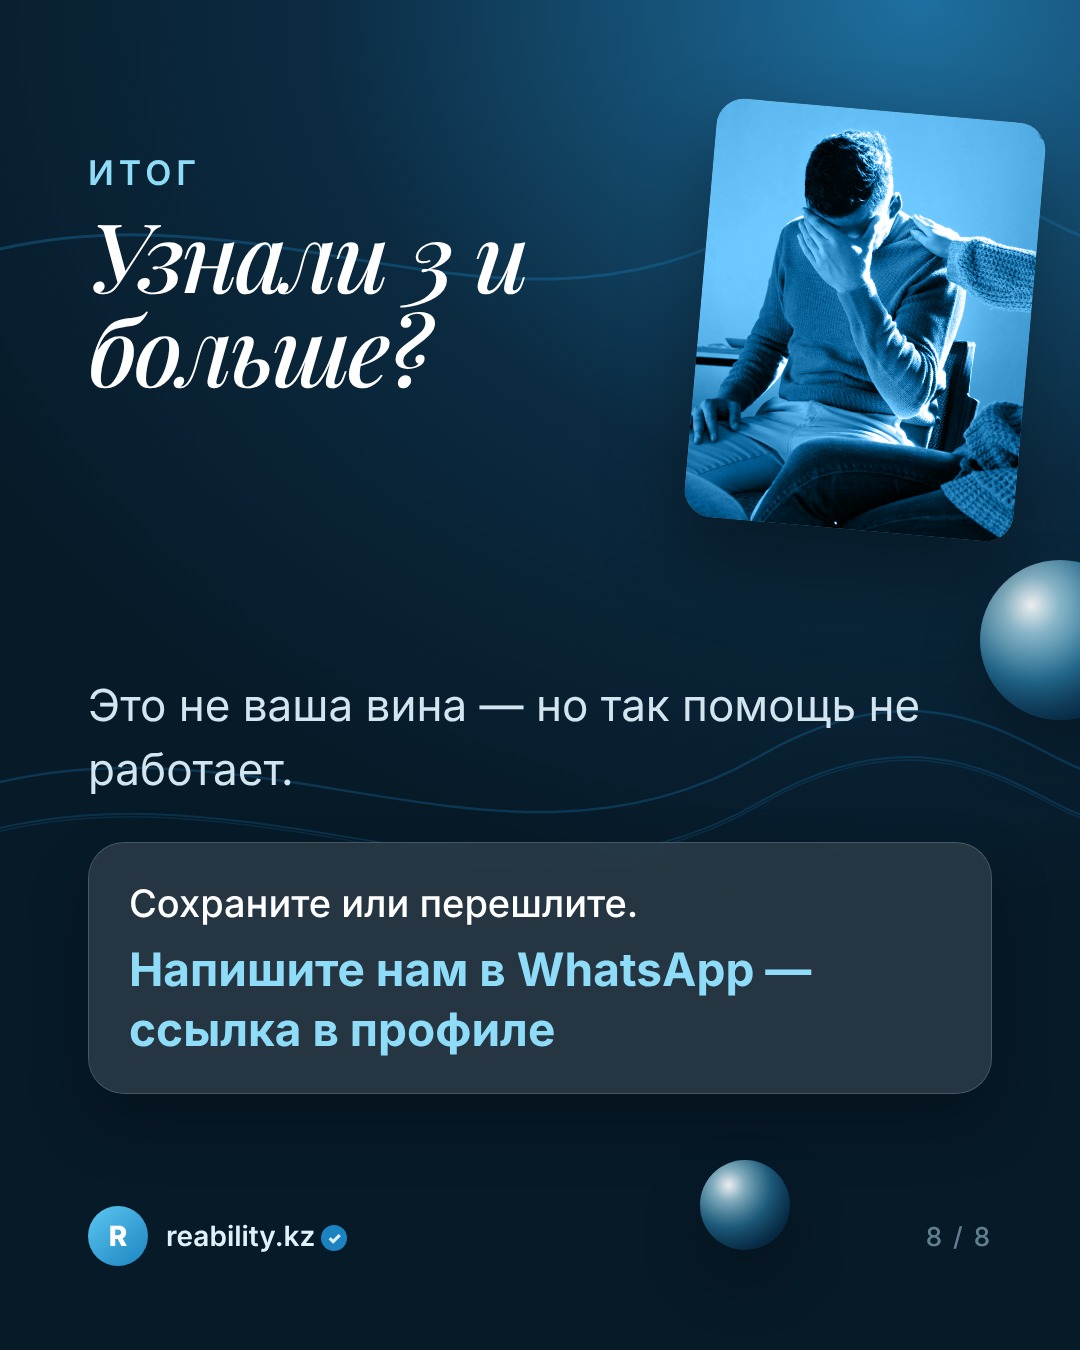 ИТОГ
Узнали 3 и
больше?
Это не ваша вина — но так помощь не
работает.
Сохраните или перешлите.
Напишите нам в WhatsApp —
ссылка в профиле
R reability.kz
8 / 8